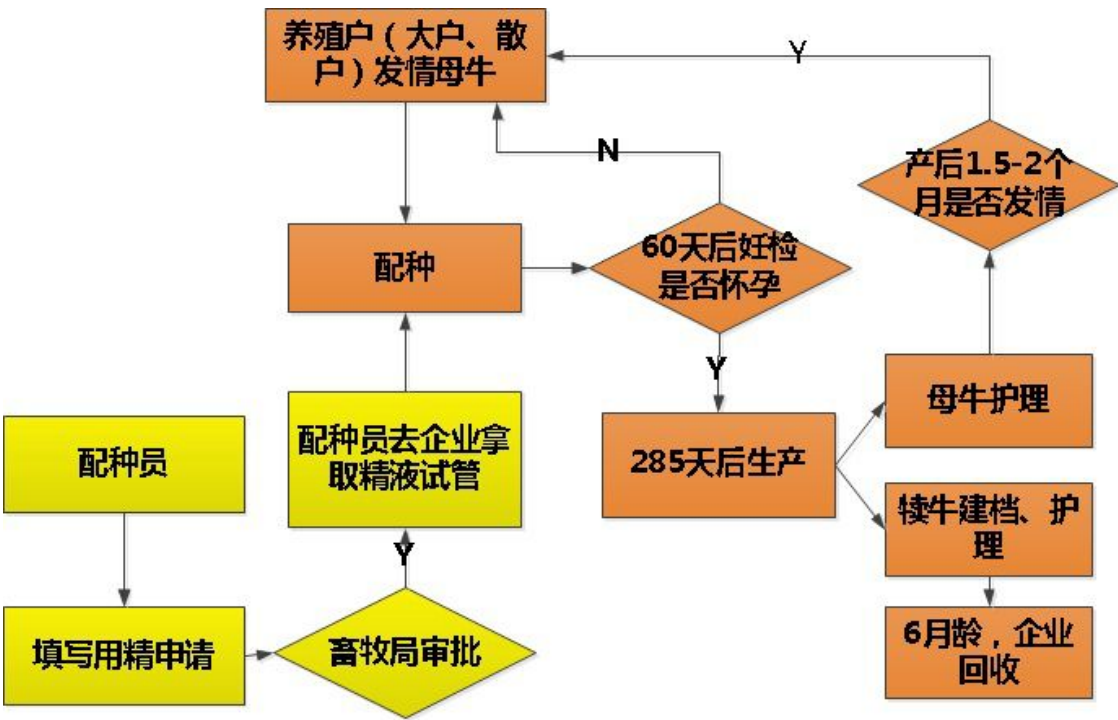 养殖户（大户、散
户）发情母牛
Y
N
产后1.5-2个
月是否发情
配种
60天后妊检
是否怀孕
Y
母牛护理
配种员
配种员去企业拿
取精液试管
285天后生产
犊牛建档、护
理
Y
填写用精申请
畜牧局审批
6月龄，企业
回收